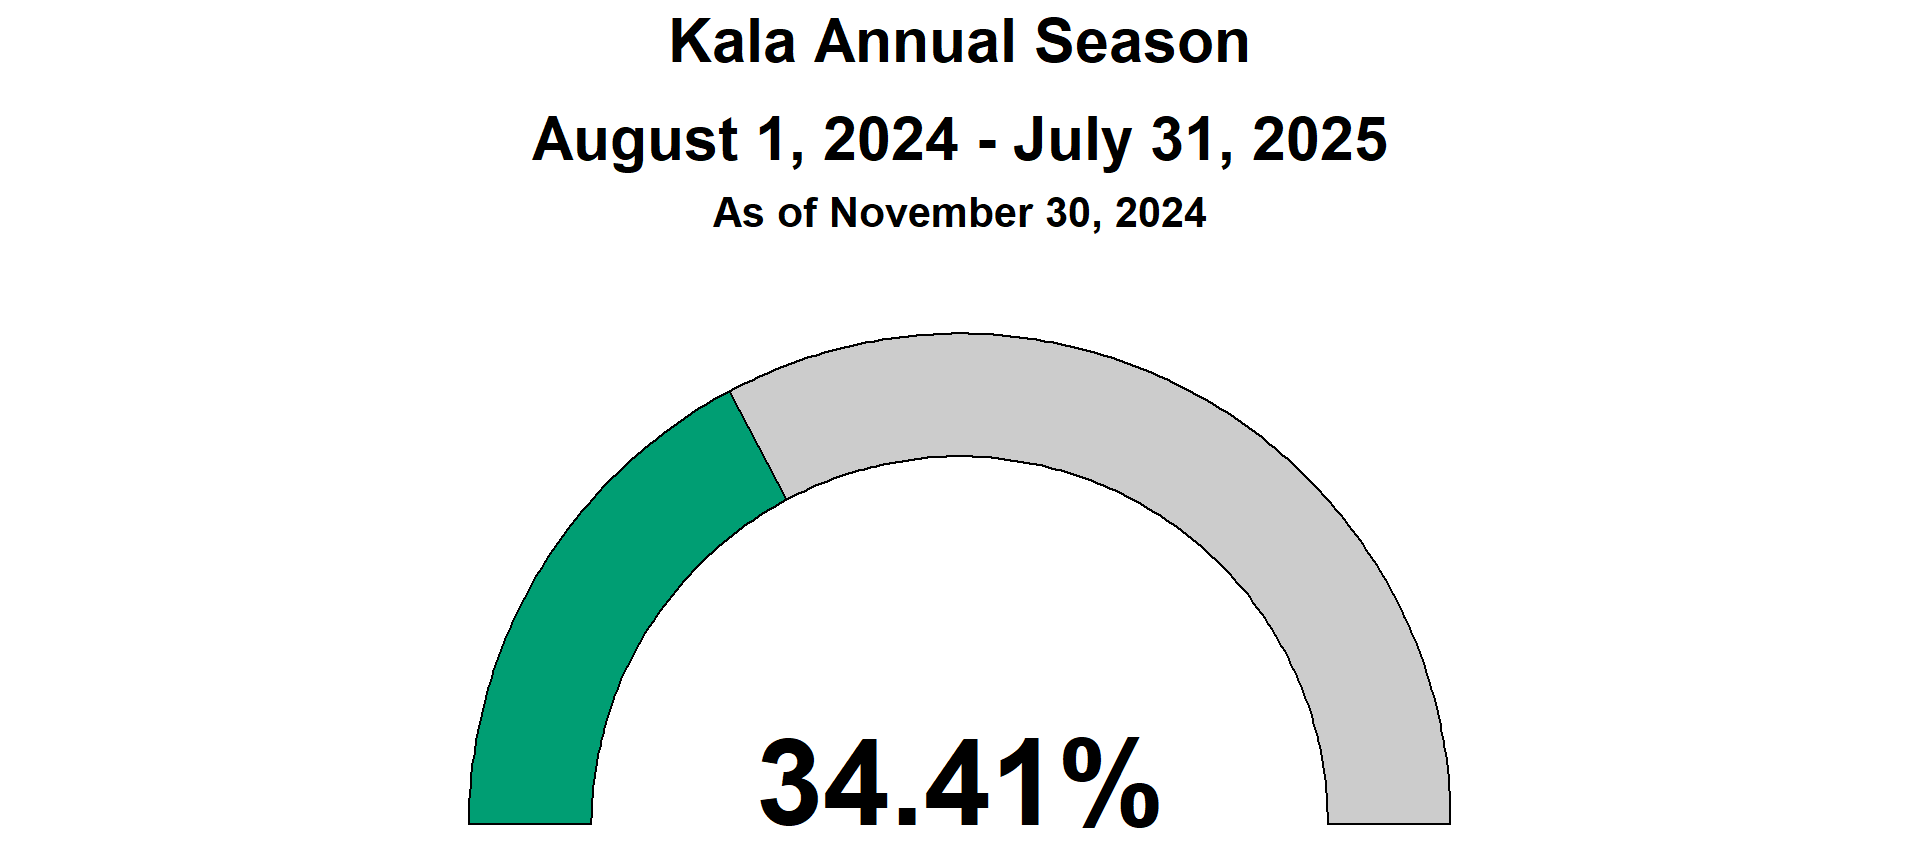 Kala Annual Season
August 1, 2024 - July 31, 2025
As of November 30, 2024
34.41%